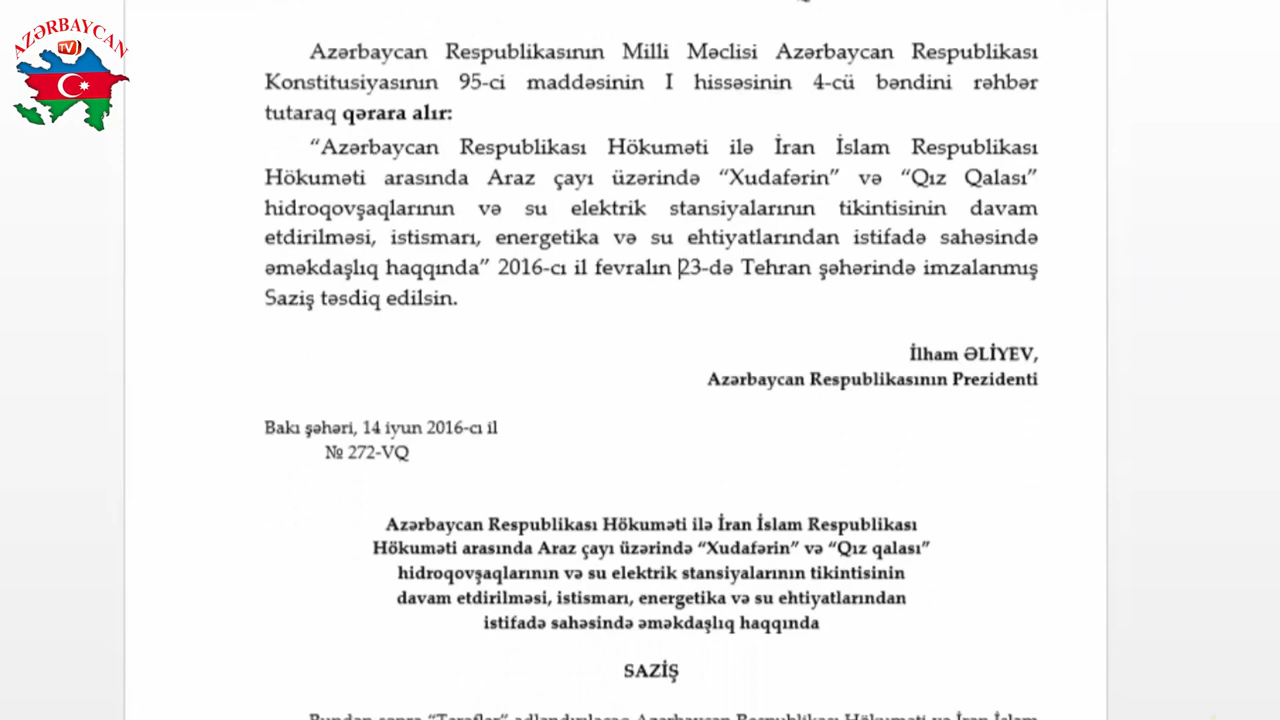 AZƏRBAYCAN
TV
Azərbaycan Respublikasının Milli Məclisi Azərbaycan Respublikası
Konstitusiyasının 95-ci maddəsinin I hissəsinin 4-cü bəndini rəhbər
tutaraq qərara alır:
“Azərbaycan Respublikası Hökuməti ilə İran İslam Respublikası
Hökuməti arasında Araz çayı üzərində “Xudafərin” və “Qız Qalası”
hidroqovşaqlarının və su elektrik stansiyalarının tikintisinin davam
etdirilməsi, istismarı, energetika və su ehtiyatlarından istifadə sahəsində
əməkdaşlıq haqqında” 2016-cı il fevralın 23-də Tehran şəhərində imzalanmış
Saziş təsdiq edilsin.
İlham ƏLİYEV,
Azərbaycan Respublikasının Prezidenti
Bakı şəhəri, 14 iyun 2016-cı il
№ 272-VQ
Azərbaycan Respublikası Hökuməti ilə İran İslam Respublikası
Hökuməti arasında Araz çayı üzərində “Xudafərin” və “Qız qalası”
hidroqovşaqlarının və su elektrik stansiyalarının tikintisinin
davam etdirilməsi, istismarı, energetika və su ehtiyatlarından
istifadə sahəsində əməkdaşlıq haqqında
SAZİŞ
Bundan sonra “Tərəflər” adlandırılacaq Azərbaycan Respublikası Hökuməti və İran İslam